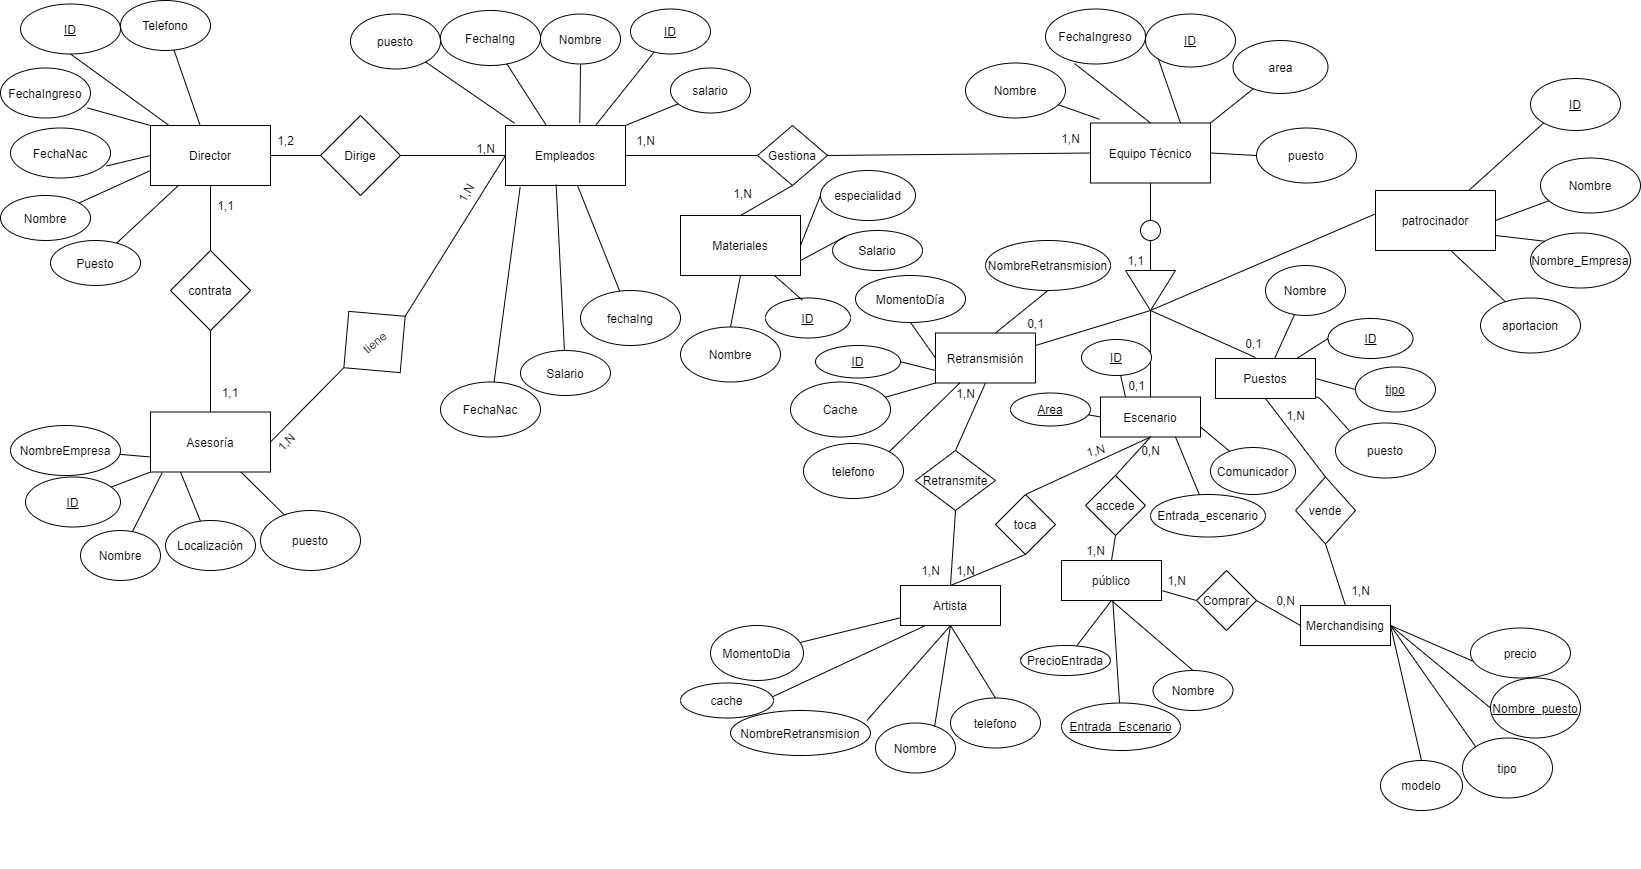 ID
Telefono
FechaIngreso
FechaNac
Nombre
Puesto
Director
1,2
Dirige
1,N
1,1
contrata
1,1
Asesoría
NombreEmpresa
ID
Nombre
Localización
puesto
1,N
tiene
1,N
puesto
FechaIng
Nombre
ID
salario
Empleados
FechaNac
Salario
fechaIng
1,N
Gestiona
1,N
1,N
Materiales
especialidad
Salario
ID
Nombre
FechaIngreso
ID
Nombre
area
puesto
Equipo Técnico
1,1
ID
Nombre
Nombre_Empresa
aportacion
patrocinador
NombreRetransmision
MomentoDía
ID
Cache
telefono
Retransmisión
0,1
1,N
Retransmite
1,N
ID
Area
0,1
Escenario
Comunicador
Entrada_escenario
1,N
0,N
toca
1,N
accede
1,N
Nombre
ID
tipo
puesto
0,1
Puestos
1,N
vende
1,N
Artista
MomentoDia
cache
NombreRetransmision
Nombre
telefono
público
PrecioEntrada
Entrada_Escenario
Nombre
1,N
Comprar
0,N
Merchandising
precio
Nombre_puesto
tipo
modelo